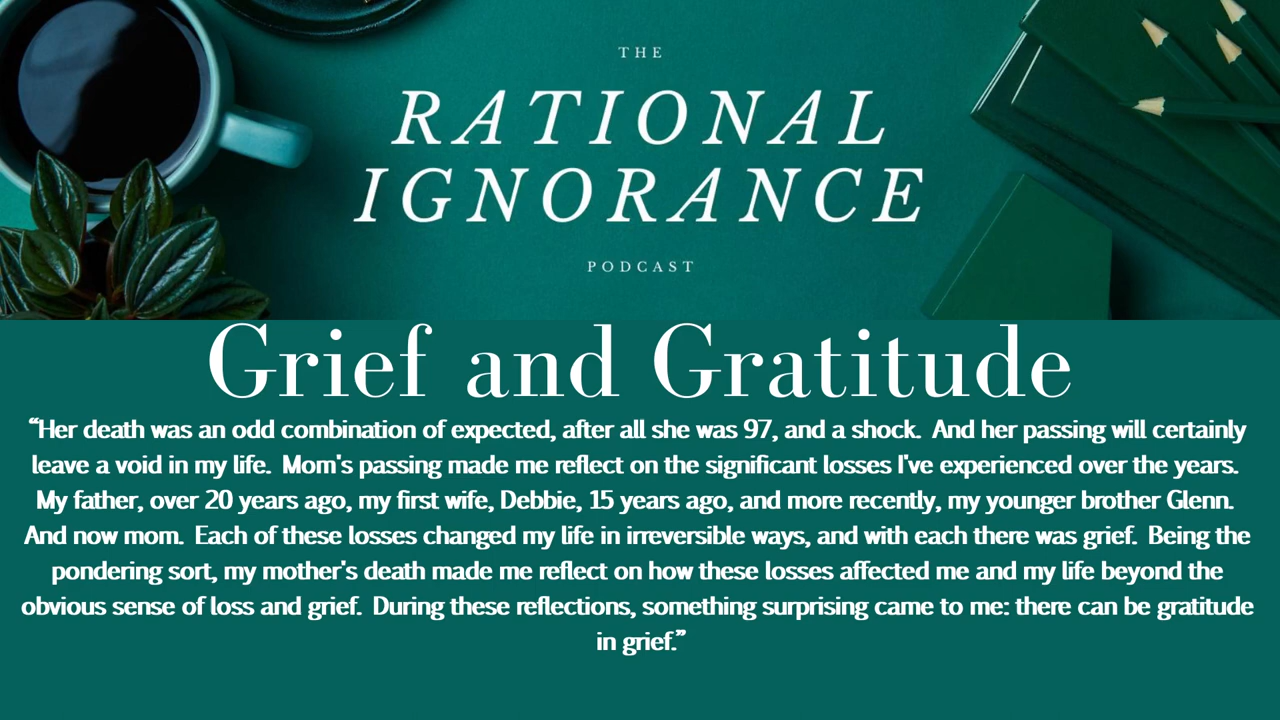 THE
RATIONAL
IGNORANCE
PODCAST
Grief and Gratitude
“Her death was an odd combination of expected, after all she was 97, and a shock.  And her passing will certainly
leave a void in my life.  Mom's passing made me reflect on the significant losses I've experienced over the years.
My father, over 20 years ago, my first wife, Debbie, 15 years ago, and more recently, my younger brother Glenn.
And now mom.  Each of these losses changed my life in irreversible ways, and with each there was grief.  Being the
pondering sort, my mother's death made me reflect on how these losses affected me and my life beyond the
obvious sense of loss and grief.  During these reflections, something surprising came to me: there can be gratitude
in grief.”